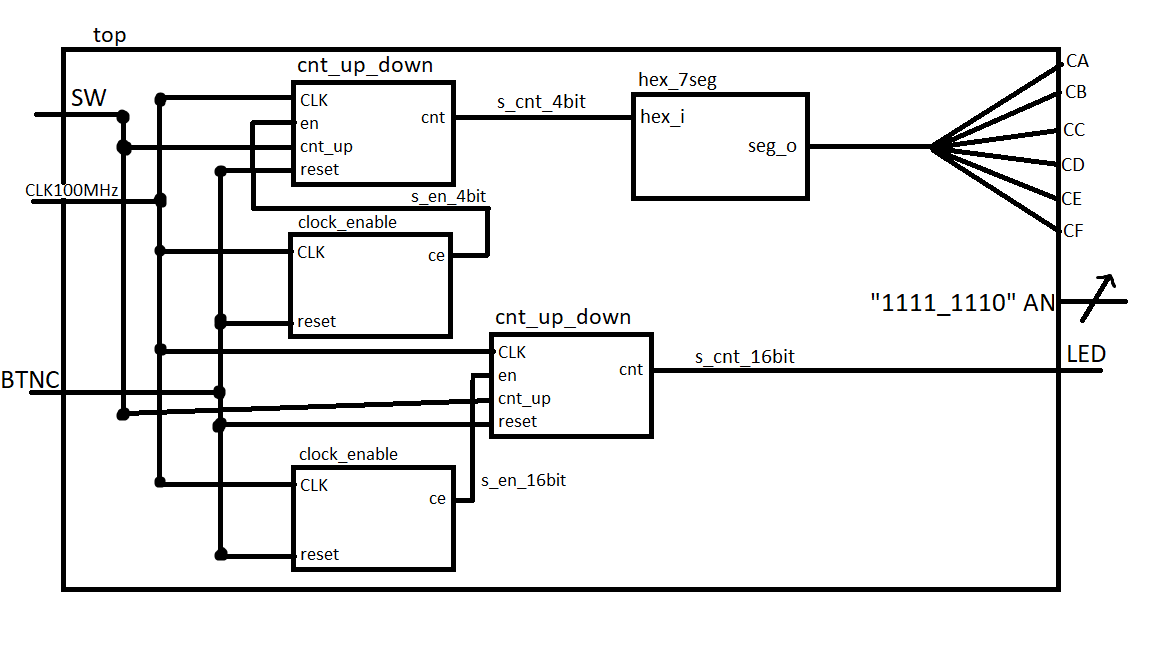 top
SW
CLK100MHz
BTNC
cnt_up_down
CLK
en
cnt_up
reset
cnt
s_cnt_4bit
hex_7seg
hex_i
seg_o
CA
CB
CC
CD
CE
CF
s_en_4bit
clock_enable
CLK
ce
reset
"1111_1110" AN
cnt_up_down
CLK
en
cnt_up
reset
cnt
s_cnt_16bit
LED
clock_enable
CLK
ce
reset
s_en_16bit